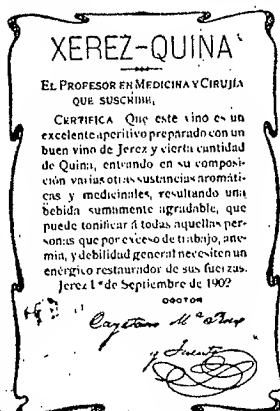 XEREZ-QUINA
EL PROFESOR EN MEDICINA Y CIRUJÍA
QUE SUSCRIBE,
CERTIFICA Que este vino es un
excelente aperitivo preparado con un
buen vino de Jerez y cierta cantidad
de Quina, entrando en su composi-
ción varias otras sustancias aromáti-
cas y medicinales, resultando una
bebida sumamente agradable, que
puede tonificar á todas aquellas per-
sonas que por exceso de trabajo, ane-
mia, y debilidad general necesiten un
enérgico restaurador de sus fuerzas.
Jerez 1.º de Septiembre de 1902
DOCTOR
Cayetano Mª
y